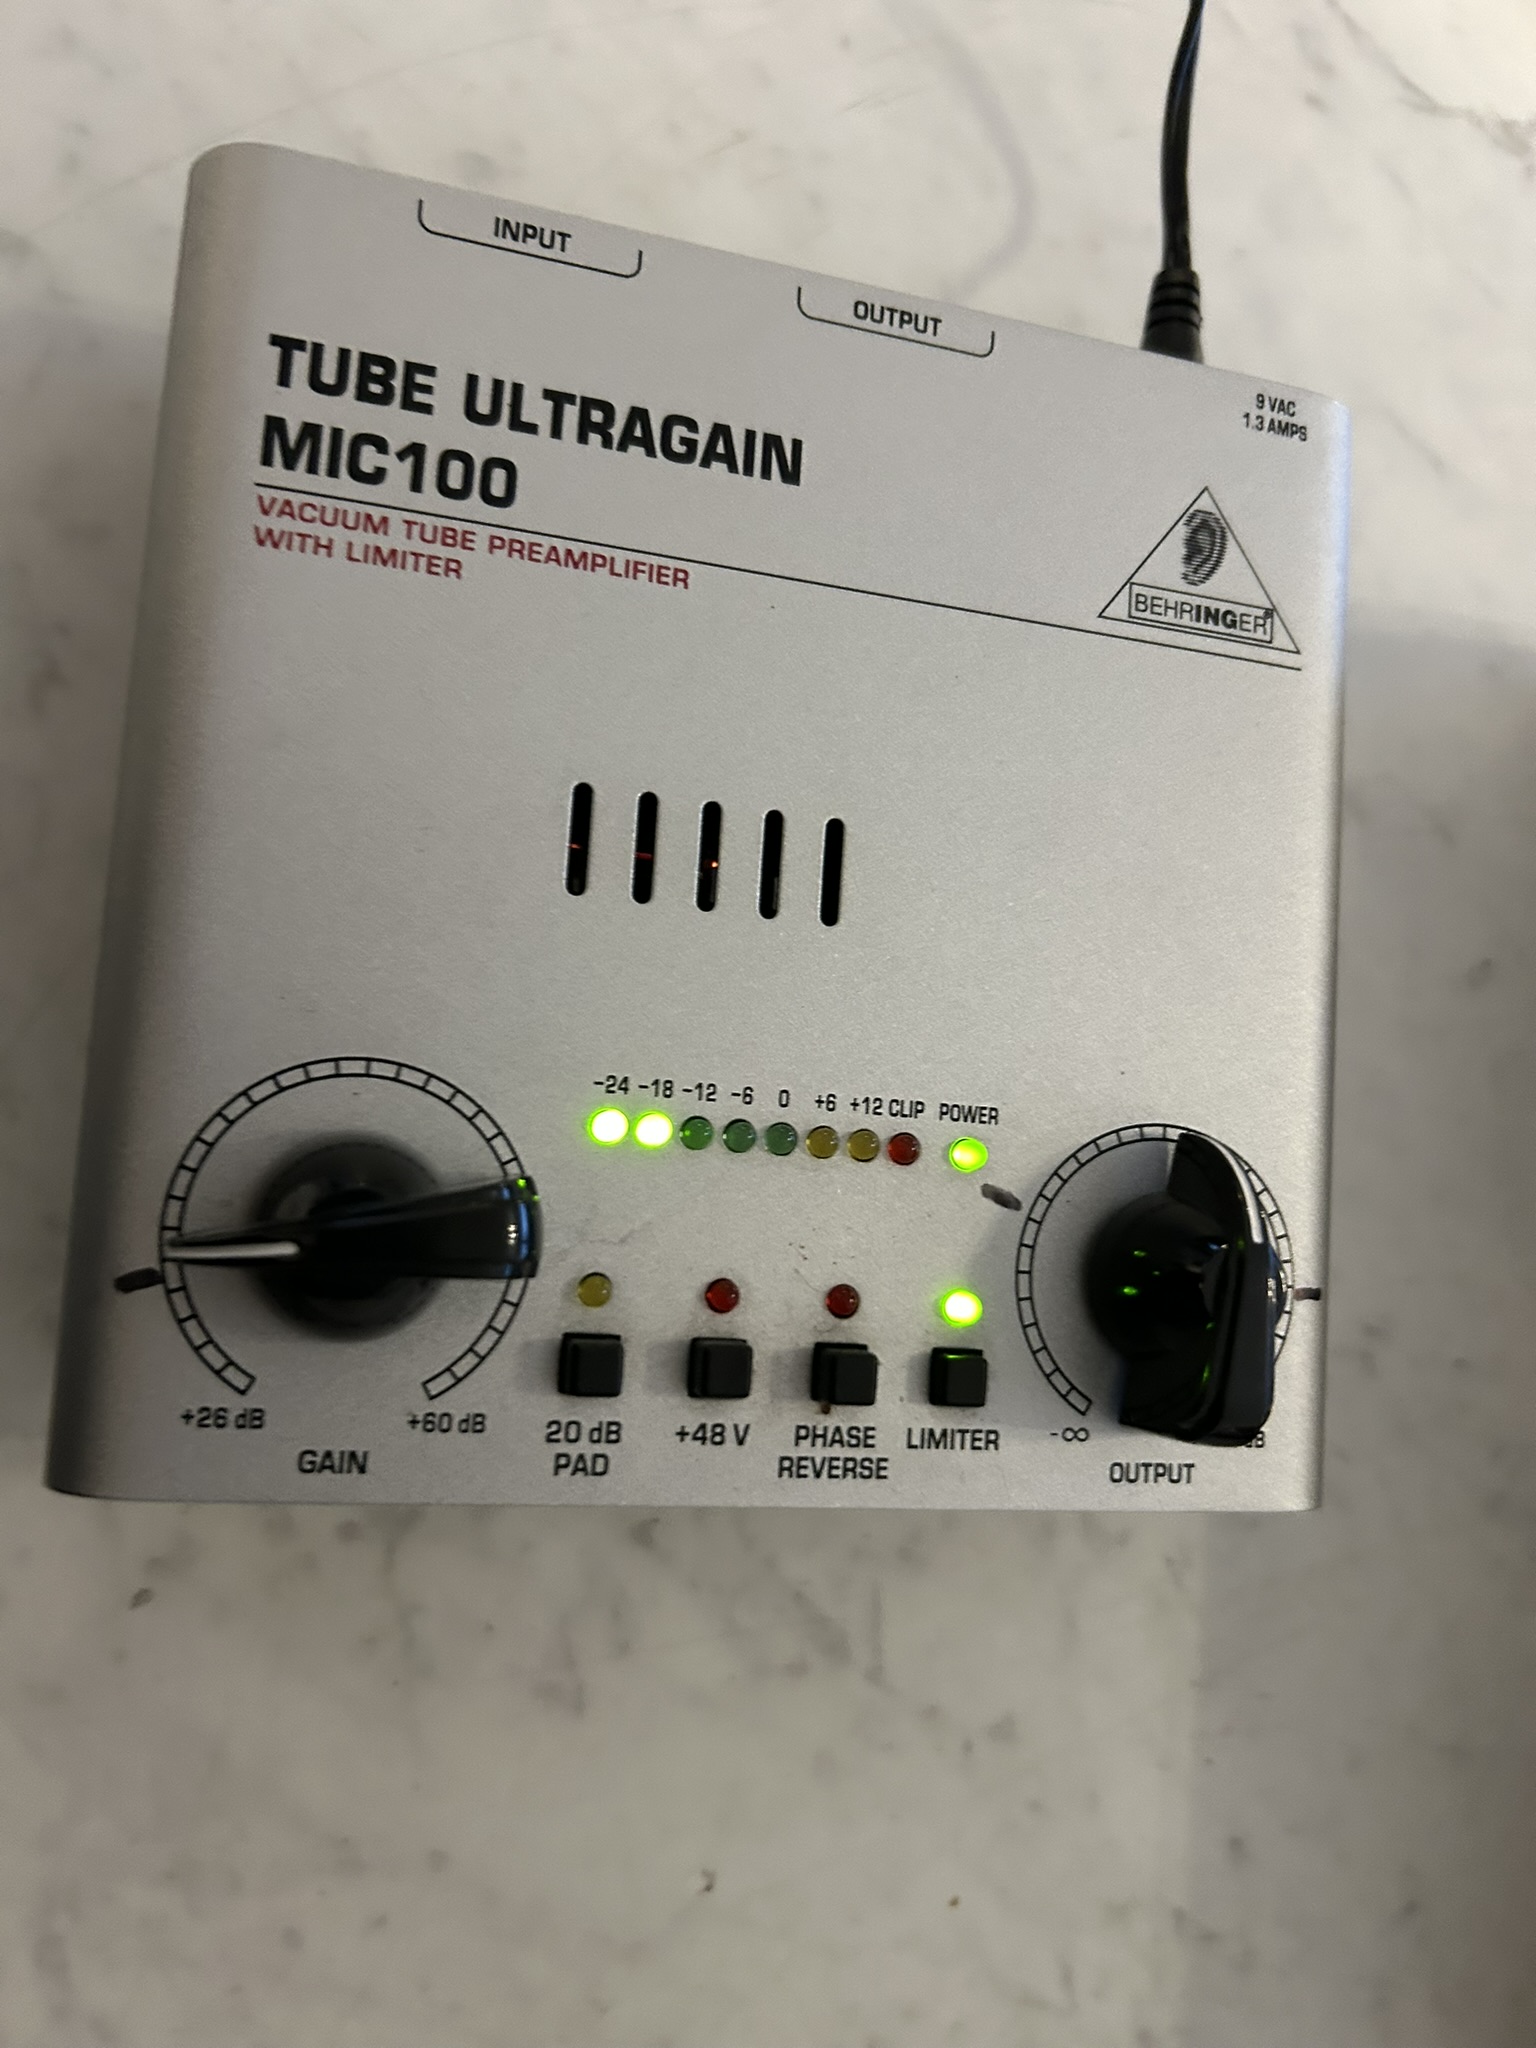 INPUT
OUTPUT
9 VAC
1.3 AMPS
TUBE ULTRAGAIN
MIC100
VACUUM TUBE PREAMPLIFIER
WITH LIMITER
BEHRINGER
-24 -18 -12 -6 0 +6 +12 CLIP POWER
+26 dB +60 dB
GAIN
20 dB
PAD
+48 V
PHASE
REVERSE
LIMITER
-∞ dB
OUTPUT